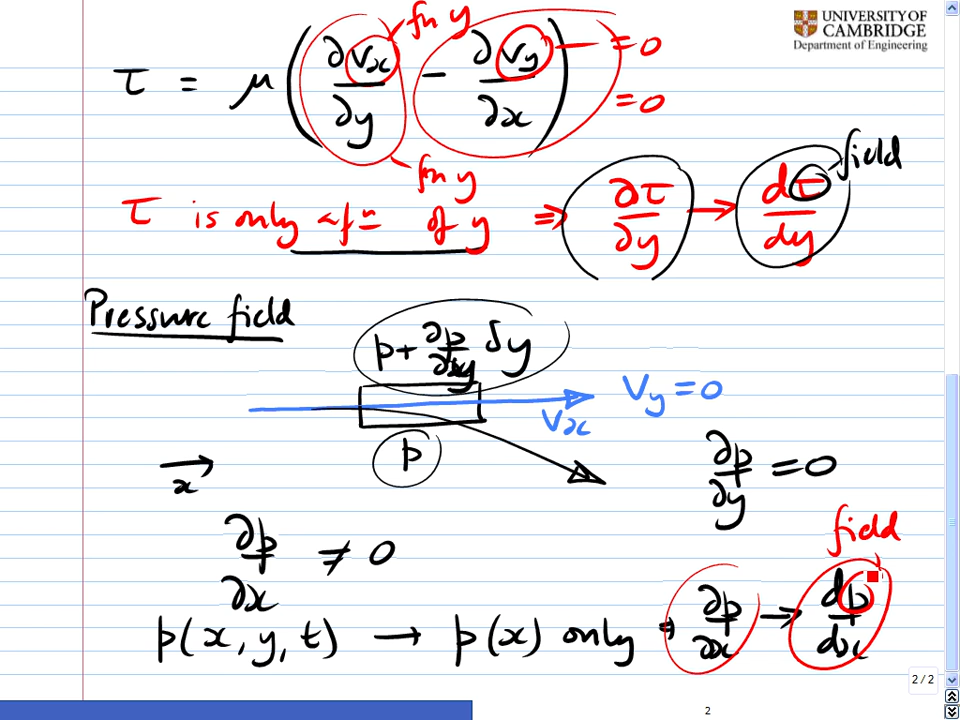 UNIVERSITY OF
CAMBRIDGE
Department of Engineering
fn y
τ = μ ( ∂Vx/∂y − ∂Vy/∂x ) = 0
= 0
fn y
field
τ is only a fn of y ⇒ ∂τ/∂y → dτ/dy
Pressure field
p + ∂p/∂y δy
Vy = 0
Vx
p
x
∂p/∂y = 0
field
∂p/∂x ≠ 0
p(x, y, t) → p(x) only ⇒ ∂p/∂x → dp/dx
2 / 2
2